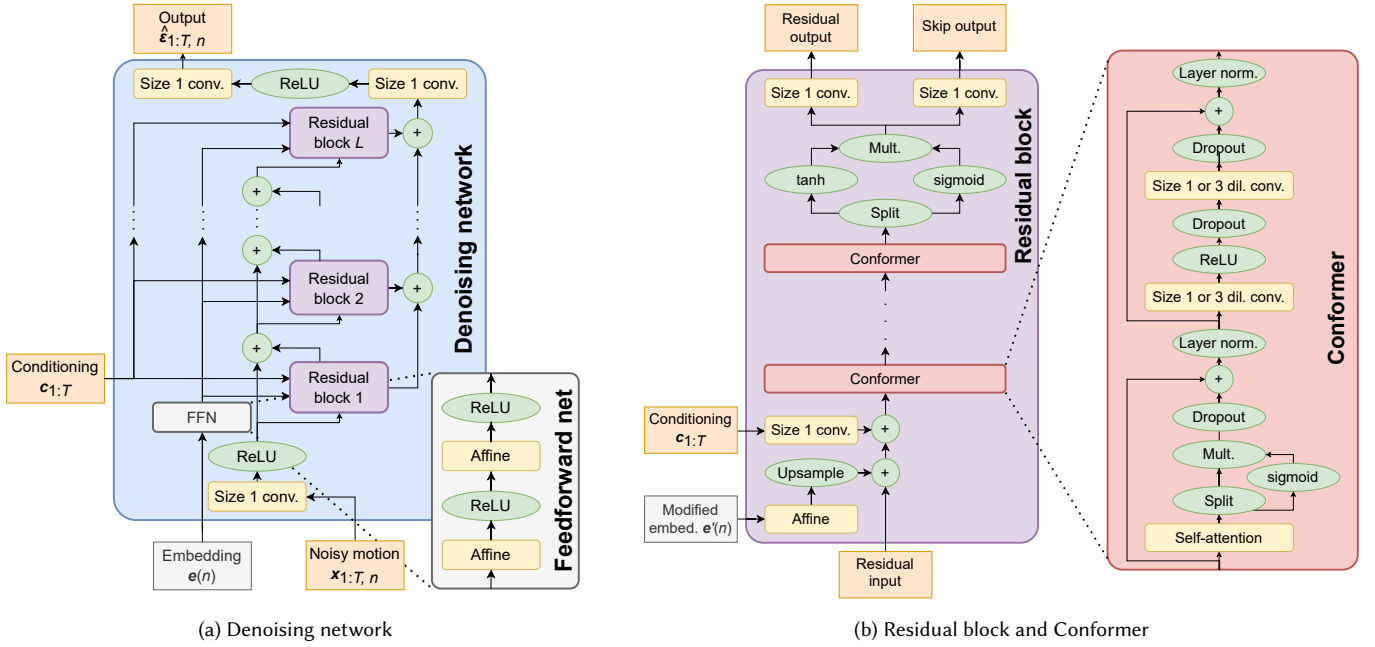 Output
ε̂1:T, n
Size 1 conv.
ReLU
Size 1 conv.
Residual
block L
+
+
Residual
block 2
+
+
Denoising network
+
Residual
block 1
Conditioning
c1:T
FFN
ReLU
Size 1 conv.
Embedding
e(n)
Noisy motion
x1:T, n
ReLU
Affine
ReLU
Affine
Feedforward net
(a) Denoising network
Residual
output
Skip output
Size 1 conv.
Size 1 conv.
Mult.
tanh
sigmoid
Split
Conformer
Residual block
Conformer
Conditioning
c1:T
Size 1 conv.
+
Upsample
+
Modified
embed. e'(n)
Affine
Residual
input
Layer norm.
+
Dropout
Size 1 or 3 dil. conv.
Dropout
ReLU
Size 1 or 3 dil. conv.
Layer norm.
+
Dropout
Mult.
sigmoid
Split
Self-attention
Conformer
(b) Residual block and Conformer